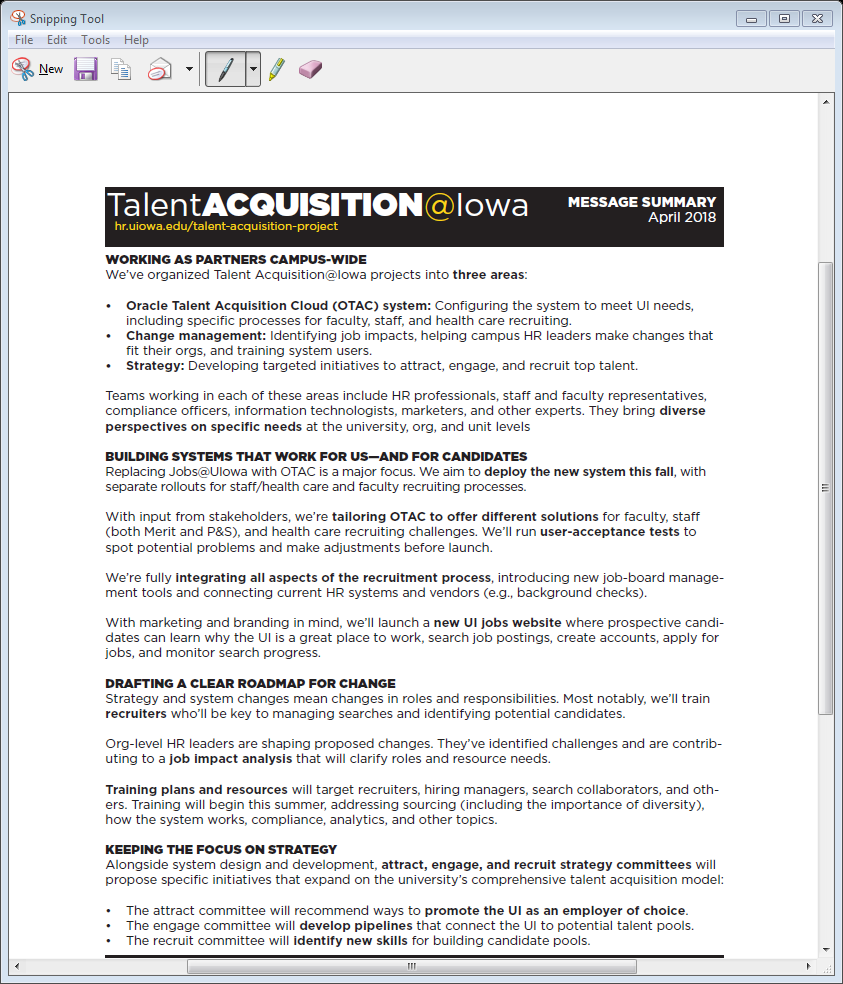 Snipping Tool
File Edit Tools Help
New
TalentACQUISITION@Iowa
MESSAGE SUMMARY
hr.uiowa.edu/talent-acquisition-project
April 2018
WORKING AS PARTNERS CAMPUS-WIDE
We’ve organized Talent Acquisition@Iowa projects into three areas:
• Oracle Talent Acquisition Cloud (OTAC) system: Configuring the system to meet UI needs,
including specific processes for faculty, staff, and health care recruiting.
• Change management: Identifying job impacts, helping campus HR leaders make changes that
fit their orgs, and training system users.
• Strategy: Developing targeted initiatives to attract, engage, and recruit top talent.
Teams working in each of these areas include HR professionals, staff and faculty representatives,
compliance officers, information technologists, marketers, and other experts. They bring diverse
perspectives on specific needs at the university, org, and unit levels
BUILDING SYSTEMS THAT WORK FOR US—AND FOR CANDIDATES
Replacing Jobs@UIowa with OTAC is a major focus. We aim to deploy the new system this fall, with
separate rollouts for staff/health care and faculty recruiting processes.
With input from stakeholders, we’re tailoring OTAC to offer different solutions for faculty, staff
(both Merit and P&S), and health care recruiting challenges. We’ll run user-acceptance tests to
spot potential problems and make adjustments before launch.
We’re fully integrating all aspects of the recruitment process, introducing new job-board manage-
ment tools and connecting current HR systems and vendors (e.g., background checks).
With marketing and branding in mind, we’ll launch a new UI jobs website where prospective candi-
dates can learn why the UI is a great place to work, search job postings, create accounts, apply for
jobs, and monitor search progress.
DRAFTING A CLEAR ROADMAP FOR CHANGE
Strategy and system changes mean changes in roles and responsibilities. Most notably, we’ll train
recruiters who’ll be key to managing searches and identifying potential candidates.
Org-level HR leaders are shaping proposed changes. They’ve identified challenges and are contrib-
uting to a job impact analysis that will clarify roles and resource needs.
Training plans and resources will target recruiters, hiring managers, search collaborators, and oth-
ers. Training will begin this summer, addressing sourcing (including the importance of diversity),
how the system works, compliance, analytics, and other topics.
KEEPING THE FOCUS ON STRATEGY
Alongside system design and development, attract, engage, and recruit strategy committees will
propose specific initiatives that expand on the university’s comprehensive talent acquisition model:
• The attract committee will recommend ways to promote the UI as an employer of choice.
• The engage committee will develop pipelines that connect the UI to potential talent pools.
• The recruit committee will identify new skills for building candidate pools.